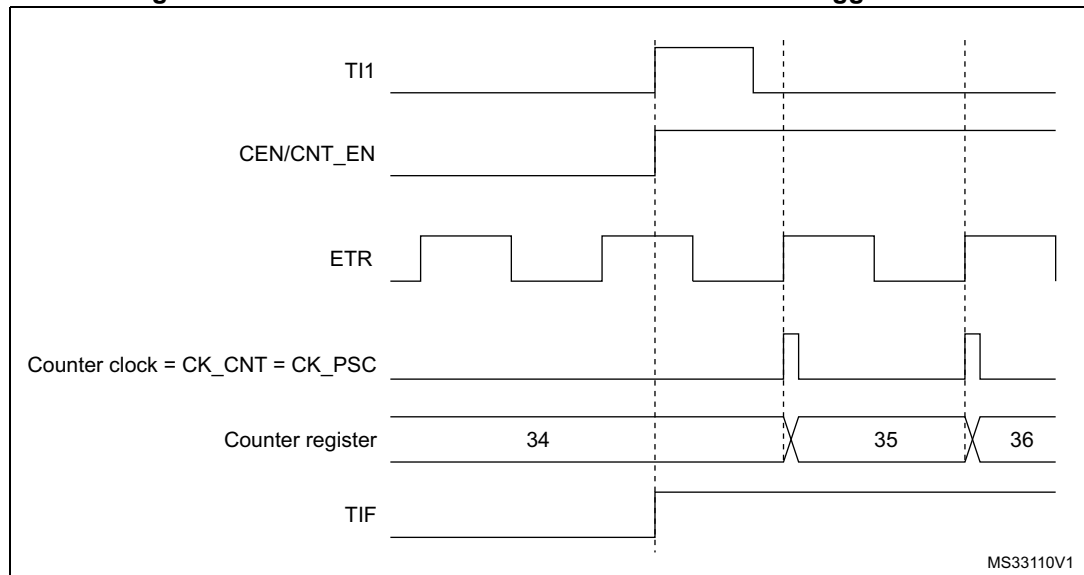 TI1
CEN/CNT_EN
ETR
Counter clock = CK_CNT = CK_PSC
Counter register 34 35 36
TIF
MS33110V1